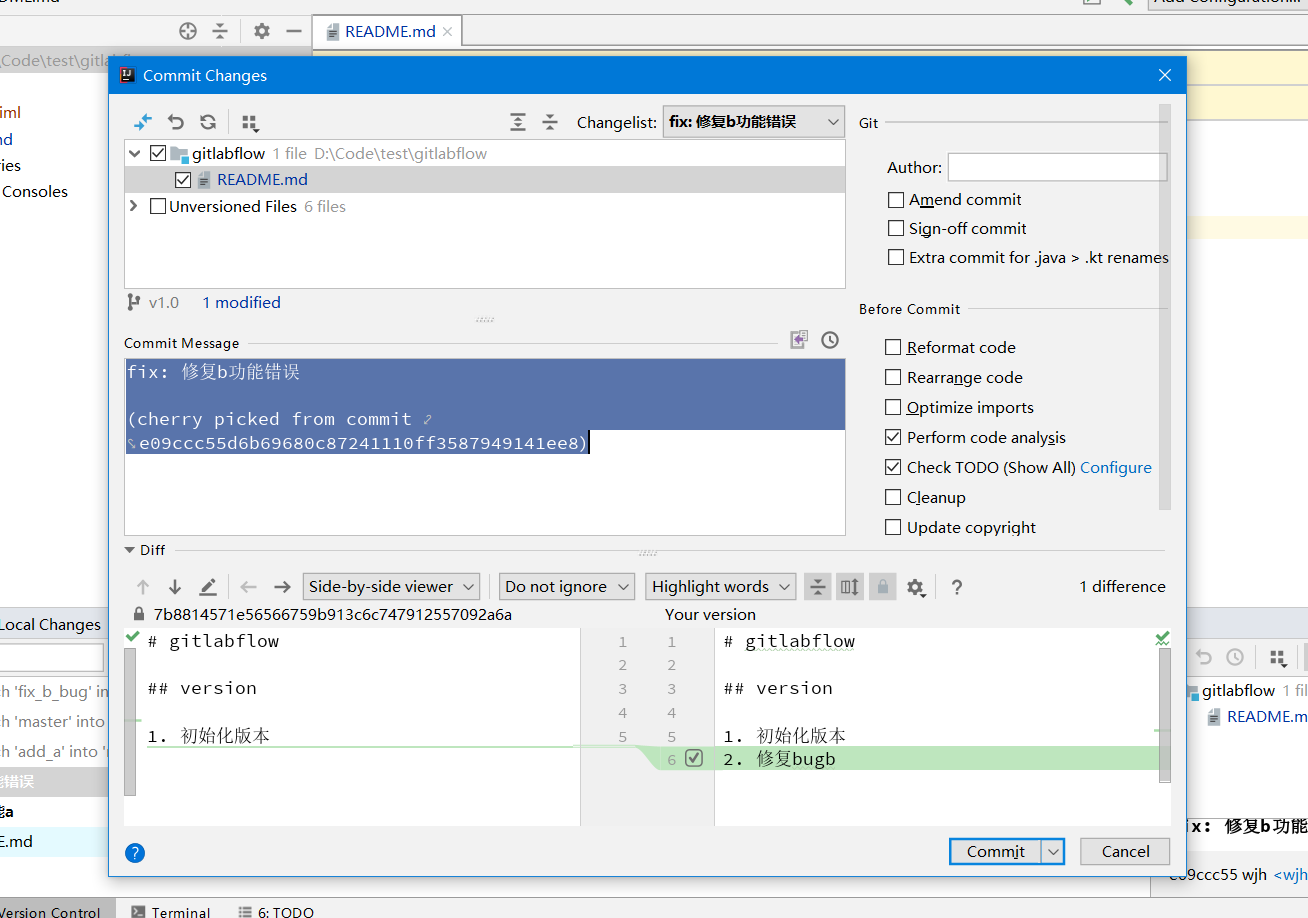 README.md
\Code\test\gitla
Commit Changes
Changelist:
fix: 修复b功能错误
Git
gitlabflow 1 file D:\Code\test\gitlabflow
README.md
Unversioned Files 6 files
Author:
Amend commit
Sign-off commit
Extra commit for .java > .kt renames
v1.0 1 modified
Before Commit
Commit Message
fix: 修复b功能错误
(cherry picked from commit
e09ccc55d6b69680c87241110ff3587949141ee8)
Reformat code
Rearrange code
Optimize imports
Perform code analysis
Check TODO (Show All) Configure
Cleanup
Update copyright
Diff
Side-by-side viewer
Do not ignore
Highlight words
?
1 difference
7b8814571e56566759b913c6c747912557092a6a
Your version
# gitlabflow 1 1 # gitlabflow
2 2
## version 3 3 ## version
4 4
1. 初始化版本 5 5 1. 初始化版本
6 2. 修复bugb
?
Commit
Cancel
iml
Consoles
Local Changes
ch 'fix_b_bug' in
ch 'master' into
ch 'add_a' into
能错误
E.md
gitlabflow 1 fil
README.m
ix: 修复b功能
e09ccc55 wjh <wjh
Version Control
Terminal
6: TODO